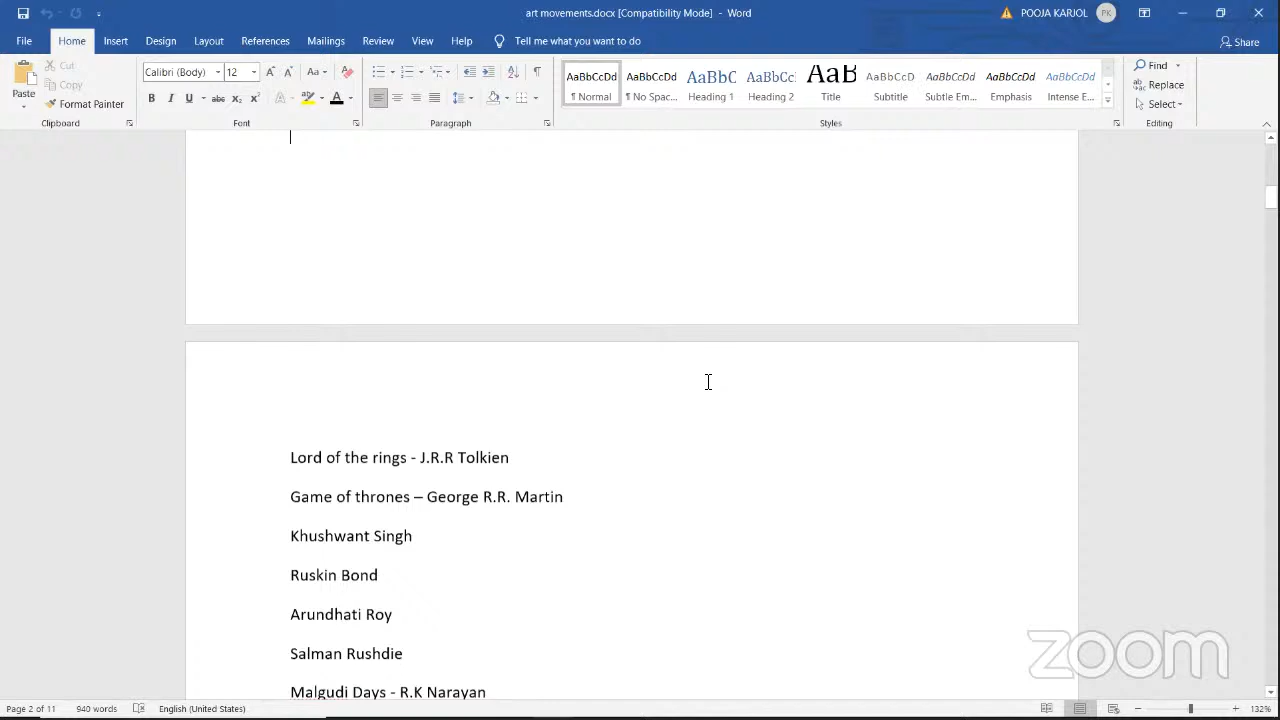 art movements.docx [Compatibility Mode] - Word
POOJA KARJOL
PK
File Home Insert Design Layout References Mailings Review View Help Tell me what you want to do
Share
Paste
Cut
Copy
Format Painter
Clipboard
Calibri (Body) 12
Font
Paragraph
AaBbCcDd AaBbCcDd AaBbC AaBbCc AaB AaBbCcD AaBbCcDd AaBbCcDd AaBbCcDd
¶ Normal ¶ No Spac... Heading 1 Heading 2 Title Subtitle Subtle Em... Emphasis Intense E...
Styles
Find
Replace
Select
Editing
Lord of the rings - J.R.R Tolkien
Game of thrones – George R.R. Martin
Khushwant Singh
Ruskin Bond
Arundhati Roy
Salman Rushdie
Malgudi Days - R.K Narayan
zoom
Page 2 of 11 940 words English (United States) 132%